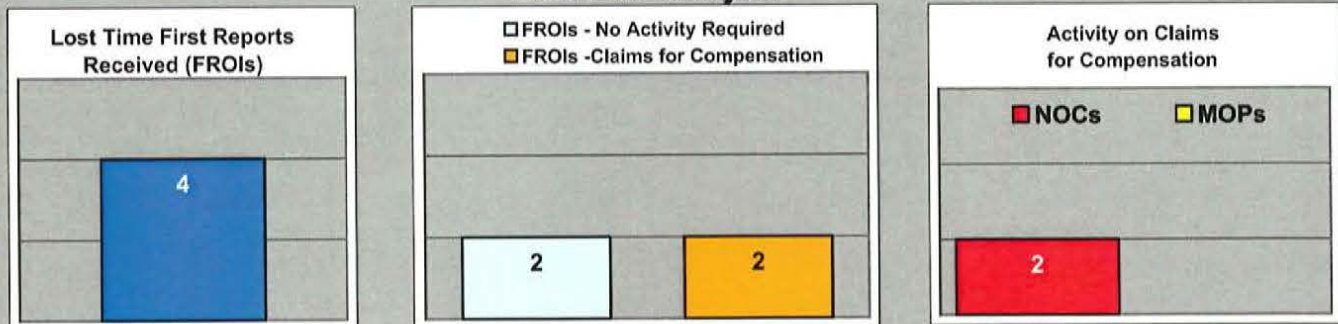 Lost Time First Reports
Received (FROIs)
4
FROIs - No Activity Required
FROIs -Claims for Compensation
2
2
Activity on Claims
for Compensation
NOCs
MOPs
2